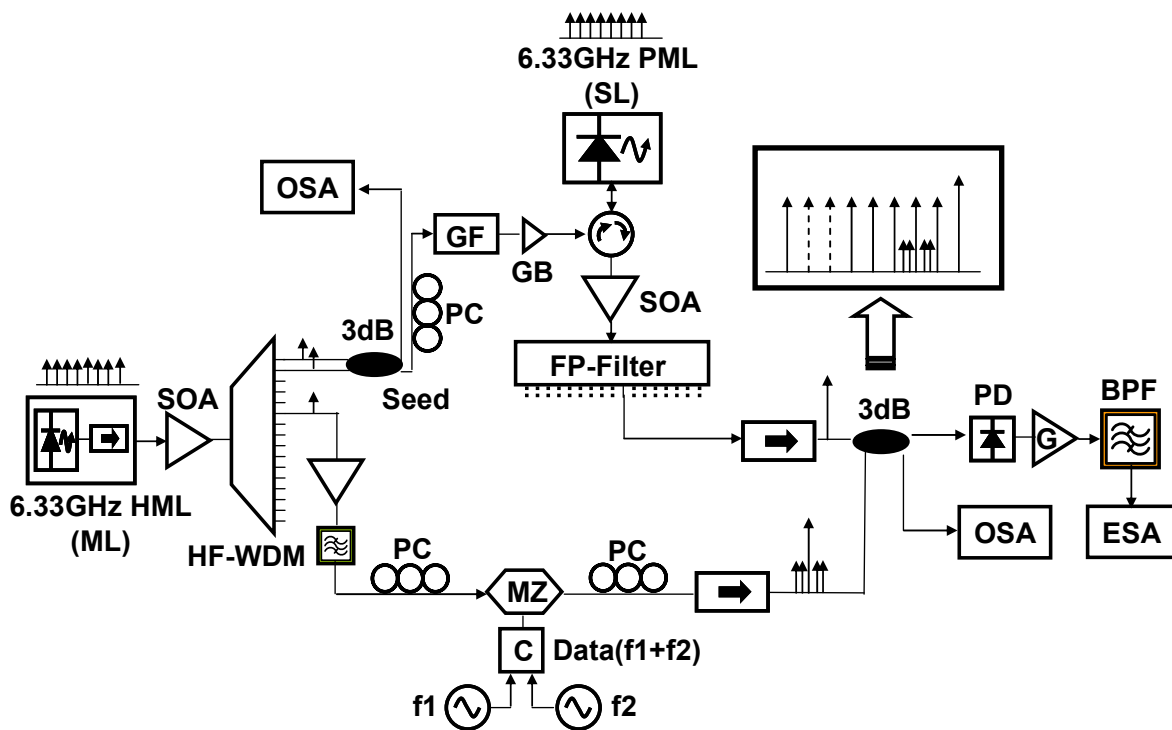 6.33GHz PML
(SL)
OSA
GF
GB
PC
SOA
3dB
FP-Filter
Seed
SOA
3dB
PD
BPF
G
6.33GHz HML
(ML)
HF-WDM
OSA
ESA
PC
PC
MZ
C
Data(f1+f2)
f1
f2